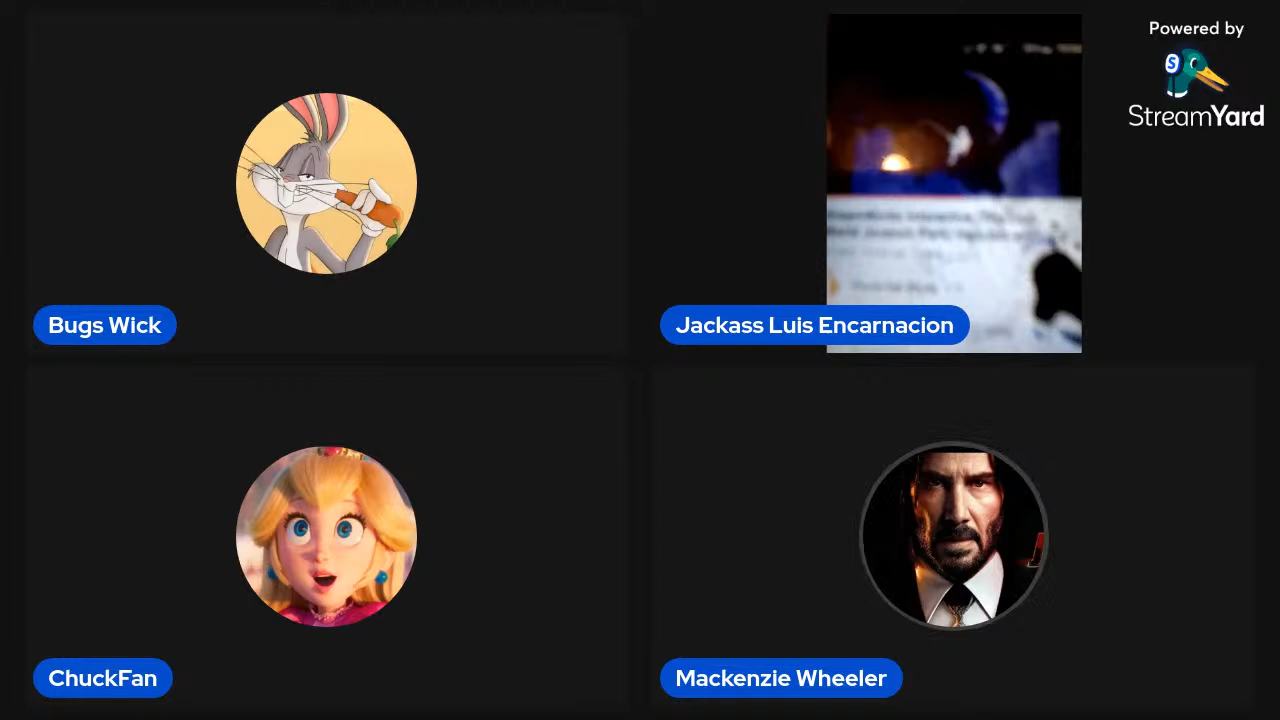 Powered by
S
StreamYard
Bugs Wick
Jackass Luis Encarnacion
ChuckFan
Mackenzie Wheeler